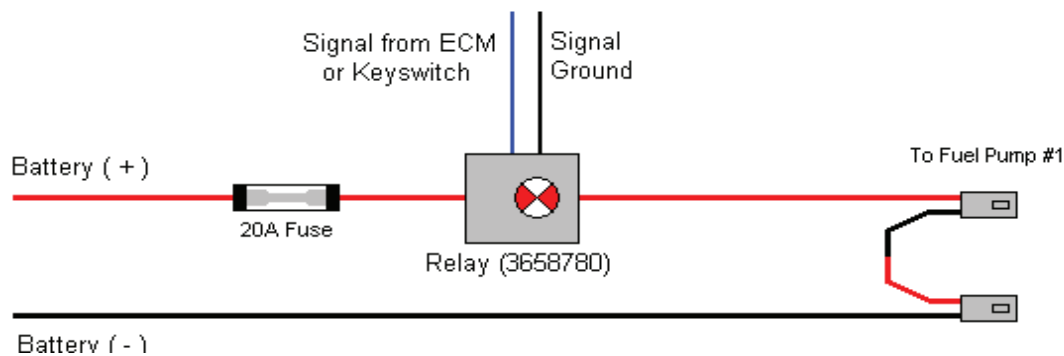 Signal from ECM
or Keyswitch
Signal
Ground
Battery ( + )
20A Fuse
Relay (3658780)
To Fuel Pump #1
Battery ( - )